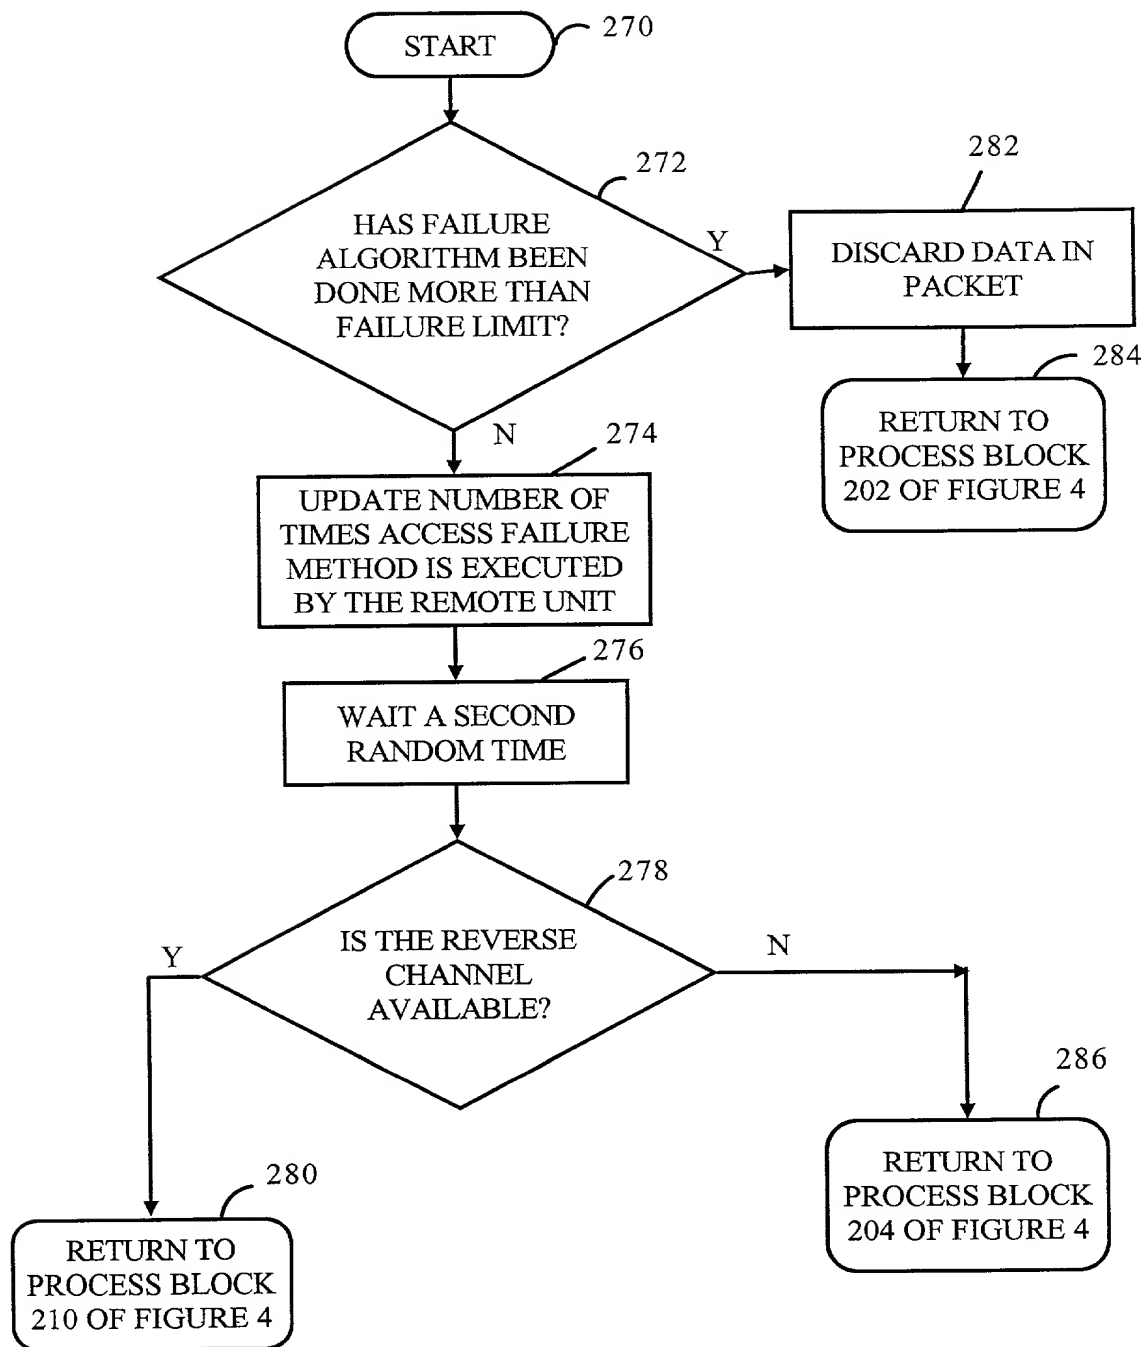 START
270
272
HAS FAILURE
ALGORITHM BEEN
DONE MORE THAN
FAILURE LIMIT?
Y
282
DISCARD DATA IN
PACKET
284
RETURN TO
PROCESS BLOCK
202 OF FIGURE 4
N
274
UPDATE NUMBER OF
TIMES ACCESS FAILURE
METHOD IS EXECUTED
BY THE REMOTE UNIT
276
WAIT A SECOND
RANDOM TIME
278
IS THE REVERSE
CHANNEL
AVAILABLE?
Y
N
286
RETURN TO
PROCESS BLOCK
204 OF FIGURE 4
280
RETURN TO
PROCESS BLOCK
210 OF FIGURE 4